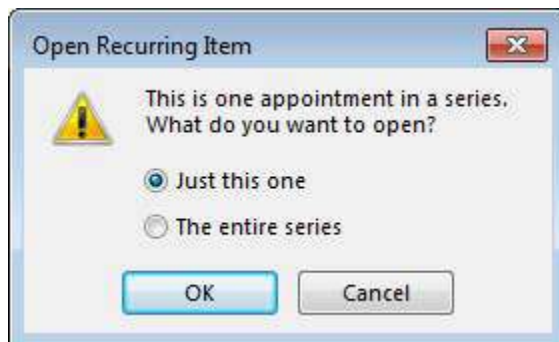 Open Recurring Item
This is one appointment in a series.
What do you want to open?
Just this one
The entire series
OK
Cancel